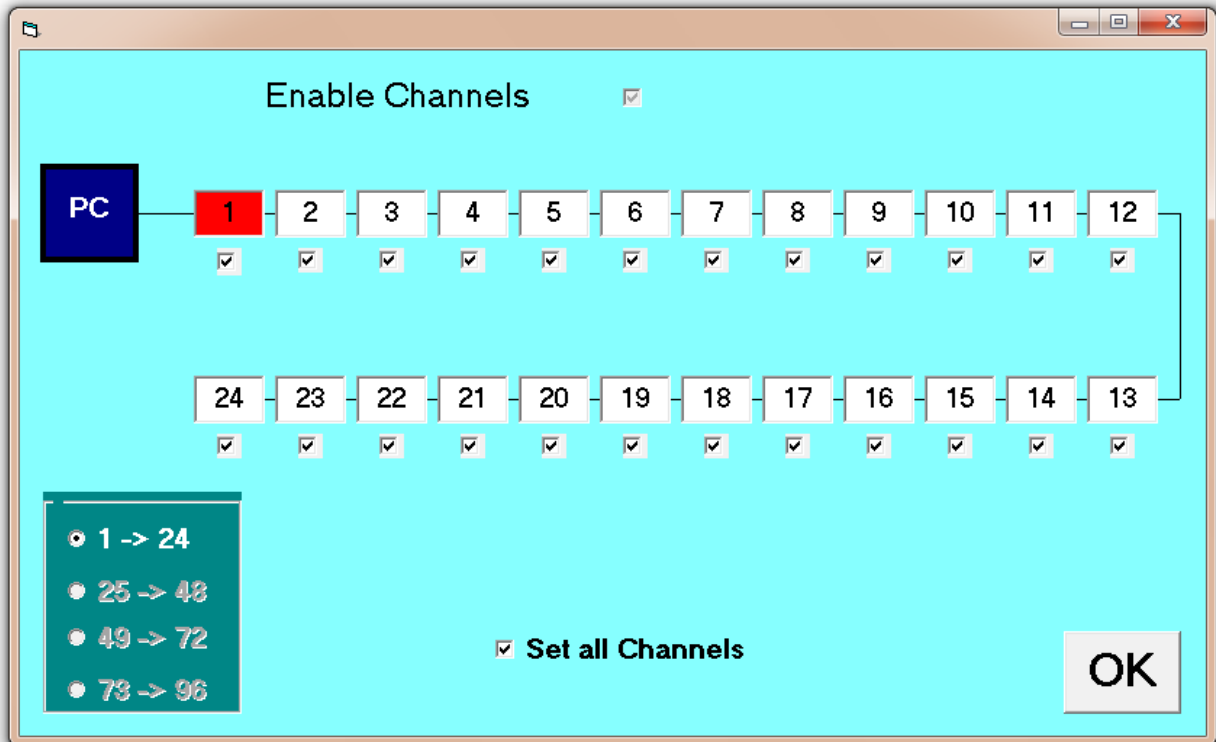 Enable Channels
PC 1 2 3 4 5 6 7 8 9 10 11 12
24 23 22 21 20 19 18 17 16 15 14 13
1 -> 24
25 -> 48
49 -> 72
73 -> 96
Set all Channels
OK